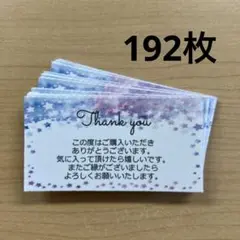 192枚
Thank you
この度はご購入いただき
ありがとうございます。
気に入って頂けたら嬉しいです。
またご縁がございましたら
よろしくお願いいたします。